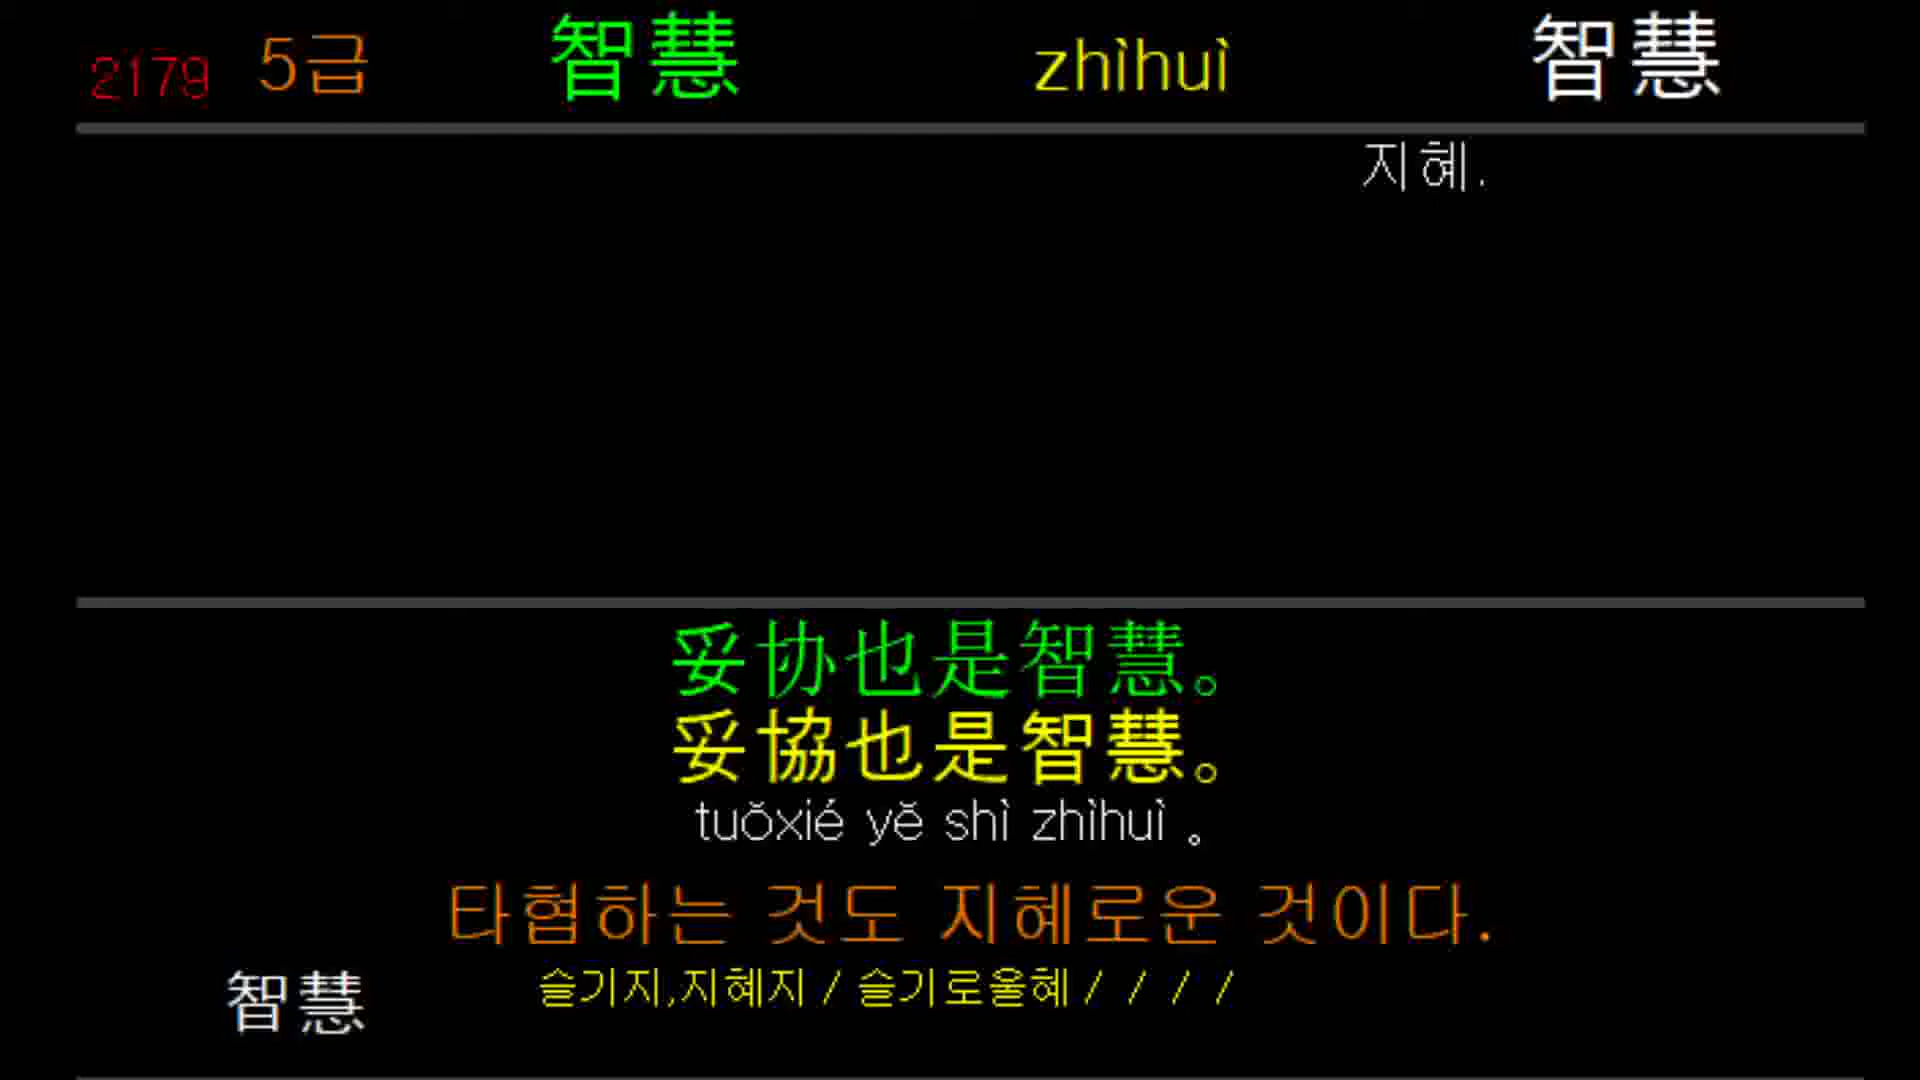 2179 5급 智慧 zhìhuì 智慧
지혜.
妥协也是智慧。
妥協也是智慧。
tuǒxié yě shì zhìhuì 。
타협하는 것도 지혜로운 것이다.
智慧 슬기지,지혜지 / 슬기로울혜 / / / /